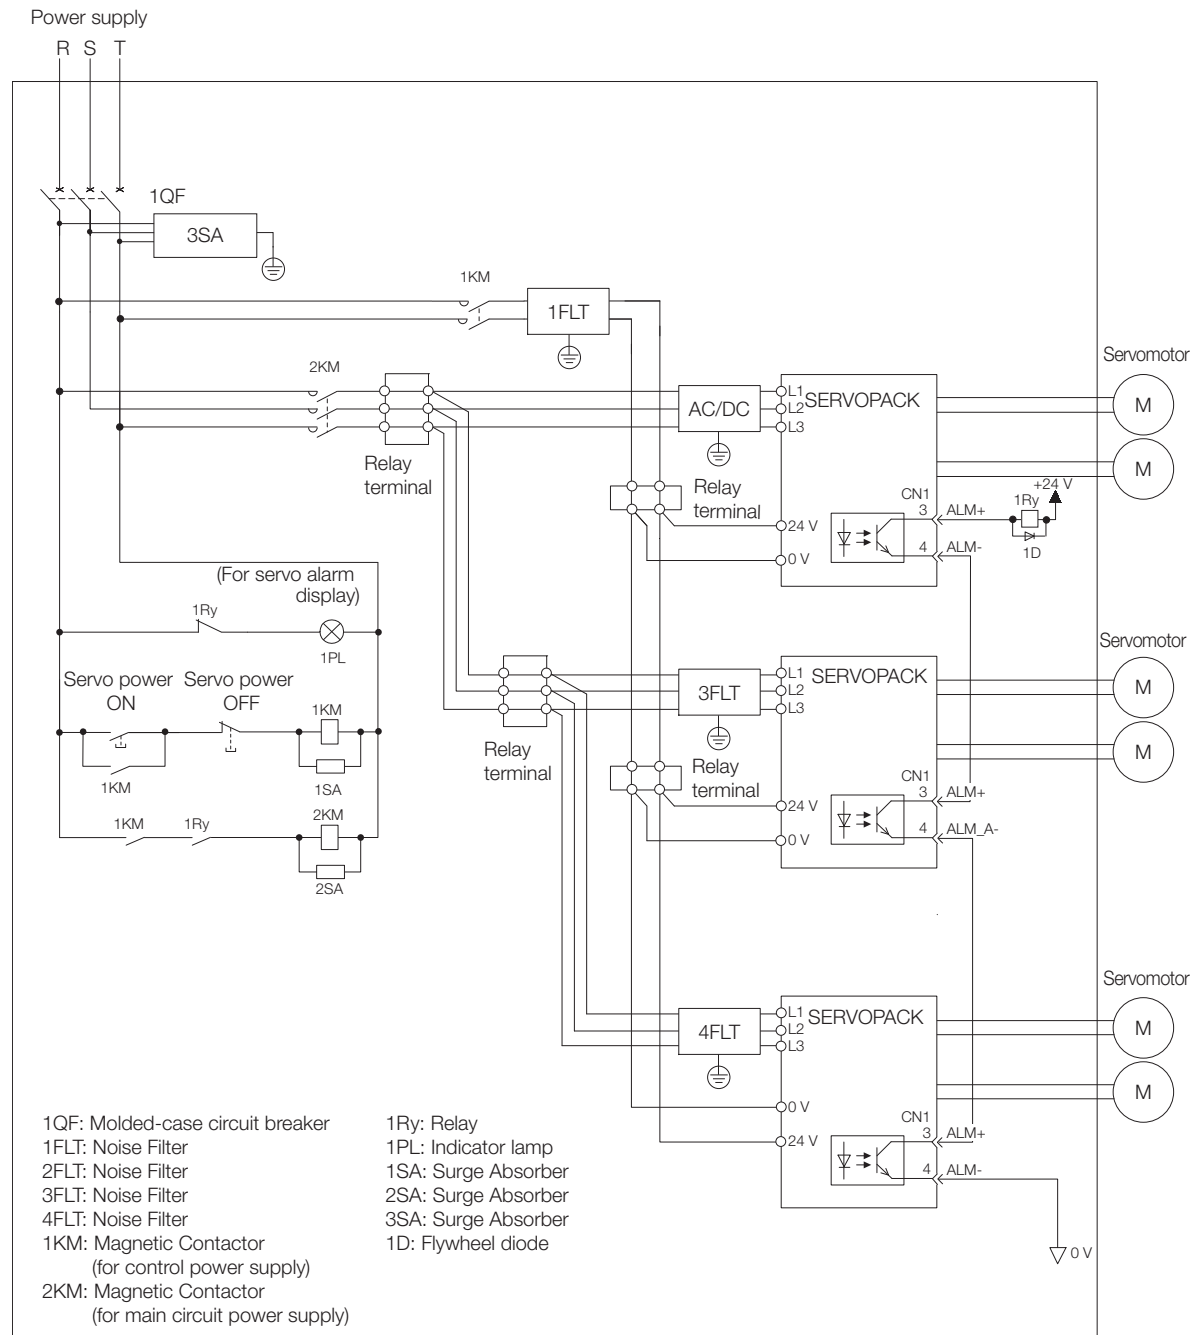 Power supply
R S T
1QF
3SA
1KM
1FLT
2KM
Servomotor
L1
L2
L3
AC/DC
SERVOPACK
M
M
Relay
terminal
Relay
terminal
+24 V
1Ry
1D
CN1
3
ALM+
4
ALM-
24 V
0 V
(For servo alarm
display)
1Ry
1PL
Servo power
ON
Servo power
OFF
1KM
1KM
1SA
1KM
1Ry
2KM
2SA
Servomotor
L1
L2
L3
3FLT
SERVOPACK
M
M
Relay
terminal
Relay
terminal
CN1
3
ALM+
4
ALM_A-
24 V
0 V
Servomotor
L1
L2
L3
4FLT
SERVOPACK
M
M
0 V
24 V
CN1
3
ALM+
4
ALM-
0 V
1QF: Molded-case circuit breaker
1FLT: Noise Filter
2FLT: Noise Filter
3FLT: Noise Filter
4FLT: Noise Filter
1KM: Magnetic Contactor
(for control power supply)
2KM: Magnetic Contactor
(for main circuit power supply)
1Ry: Relay
1PL: Indicator lamp
1SA: Surge Absorber
2SA: Surge Absorber
3SA: Surge Absorber
1D: Flywheel diode